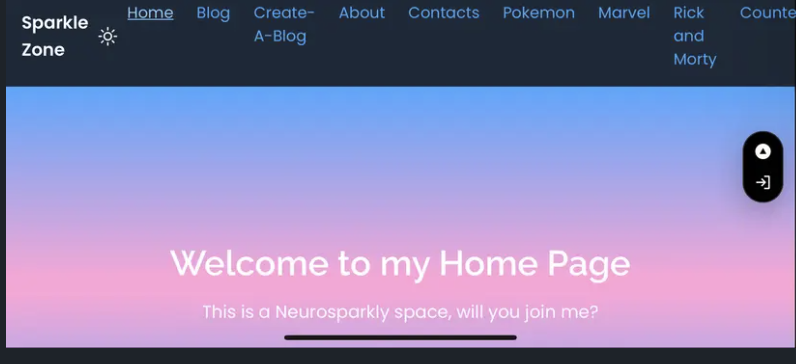 Sparkle
Zone
Home
Blog
Create-
A-Blog
About
Contacts
Pokemon
Marvel
Rick
and
Morty
Counte
Welcome to my Home Page
This is a Neurosparkly space, will you join me?